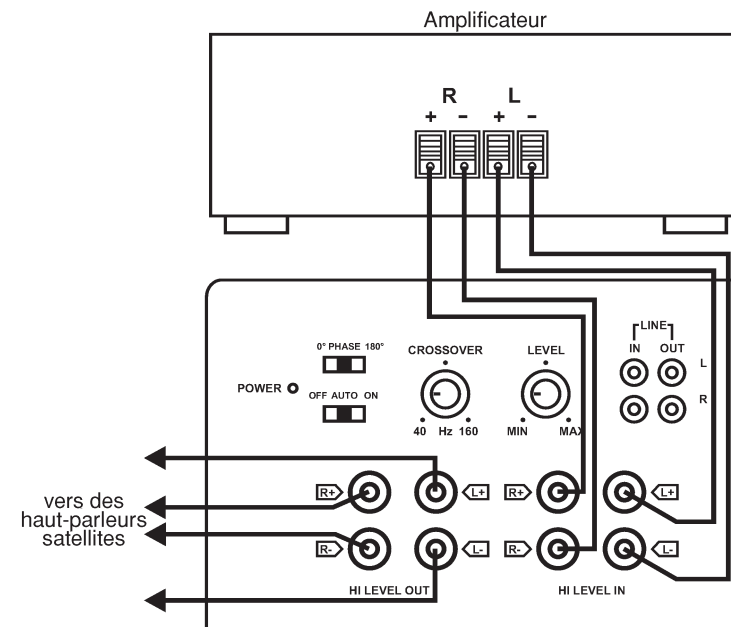 Amplificateur
R L
+ − + −
LINE
0° PHASE 180° CROSSOVER LEVEL IN OUT
L
POWER OFF AUTO ON R
40 Hz 160 MIN MAX
R+ L+ R+ L+
vers des
haut-parleurs
satellites
R- L- R- L-
HI LEVEL OUT HI LEVEL IN